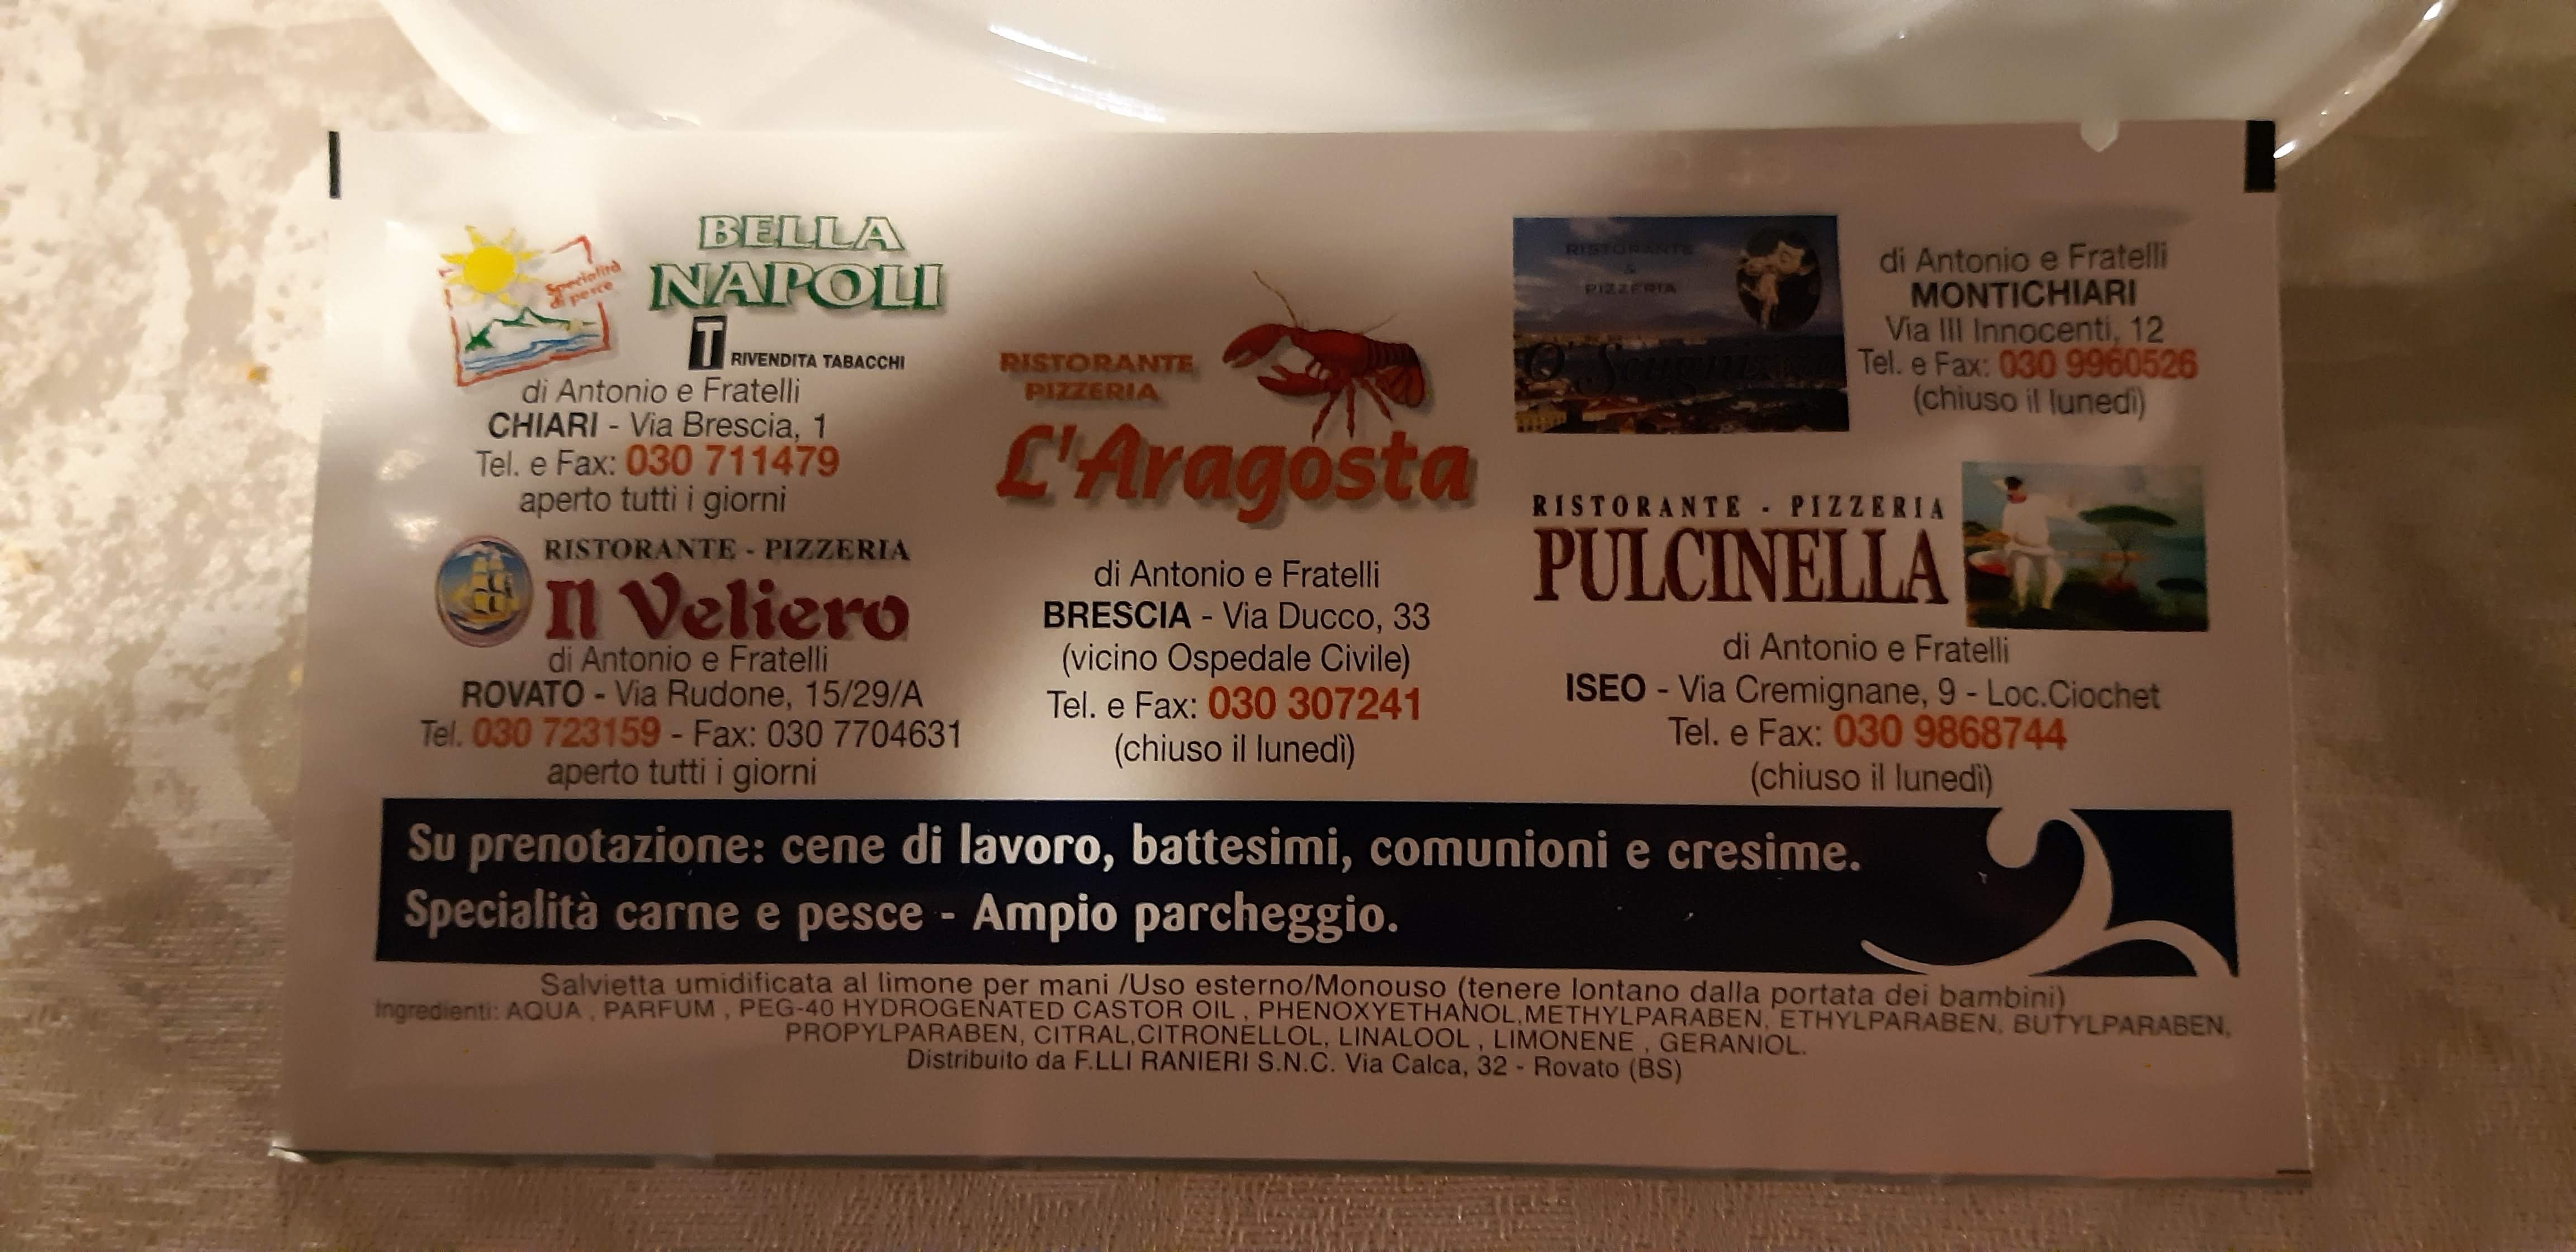 Specialità
di pesce
BELLA
NAPOLI
T RIVENDITA TABACCHI
di Antonio e Fratelli
CHIARI - Via Brescia, 1
Tel. e Fax: 030 711479
aperto tutti i giorni
RISTORANTE - PIZZERIA
Il Veliero
di Antonio e Fratelli
ROVATO - Via Rudone, 15/29/A
Tel. 030 723159 - Fax: 030 7704631
aperto tutti i giorni
RISTORANTE
PIZZERIA
L'Aragosta
di Antonio e Fratelli
BRESCIA - Via Ducco, 33
(vicino Ospedale Civile)
Tel. e Fax: 030 307241
(chiuso il lunedì)
RISTORANTE
&
PIZZERIA
di Antonio e Fratelli
MONTICHIARI
Via III Innocenti, 12
Tel. e Fax: 030 9960526
(chiuso il lunedì)
RISTORANTE - PIZZERIA
PULCINELLA
di Antonio e Fratelli
ISEO - Via Cremignane, 9 - Loc.Ciochet
Tel. e Fax: 030 9868744
(chiuso il lunedì)
Su prenotazione: cene di lavoro, battesimi, comunioni e cresime.
Specialità carne e pesce - Ampio parcheggio.
Salvietta umidificata al limone per mani /Uso esterno/Monouso (tenere lontano dalla portata dei bambini)
Ingredienti: AQUA , PARFUM , PEG-40 HYDROGENATED CASTOR OIL , PHENOXYETHANOL,METHYLPARABEN, ETHYLPARABEN, BUTYLPARABEN,
PROPYLPARABEN, CITRAL,CITRONELLOL, LINALOOL , LIMONENE , GERANIOL.
Distribuito da F.LLI RANIERI S.N.C. Via Calca, 32 - Rovato (BS)